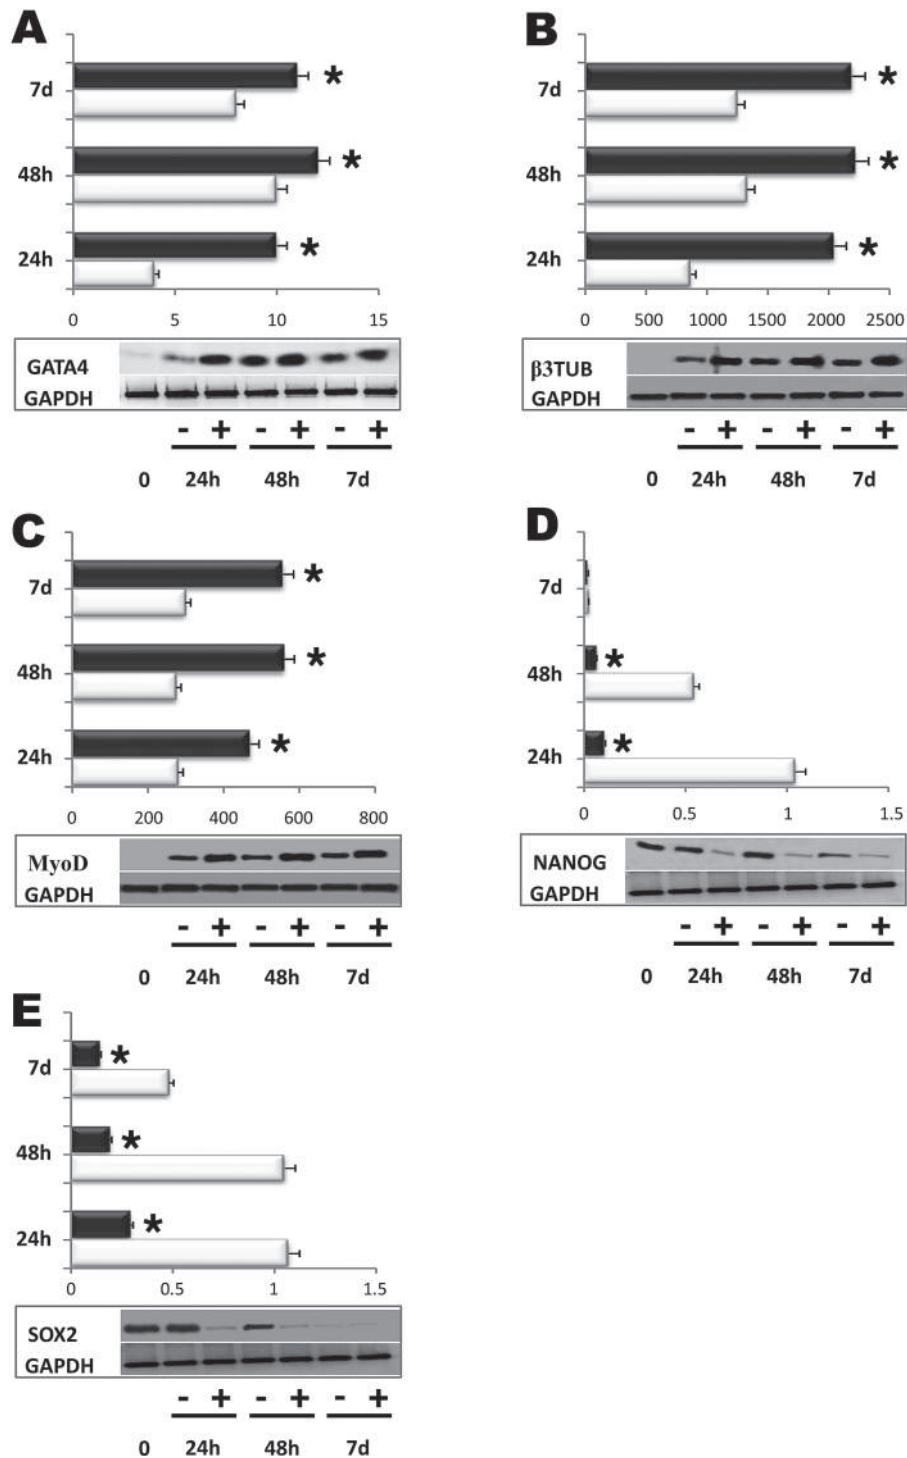 A
*
7d
*
48h
*
24h
0 5 10 15
GATA4
GAPDH
- + - + - +
0 24h 48h 7d
B
*
7d
*
48h
*
24h
0 500 1000 1500 2000 2500
β3TUB
GAPDH
- + - + - +
0 24h 48h 7d
C
*
7d
*
48h
*
24h
0 200 400 600 800
MyoD
GAPDH
- + - + - +
0 24h 48h 7d
D
7d
*
48h
*
24h
0 0.5 1 1.5
NANOG
GAPDH
- + - + - +
0 24h 48h 7d
E
*
7d
*
48h
*
24h
0 0.5 1 1.5
SOX2
GAPDH
- + - + - +
0 24h 48h 7d